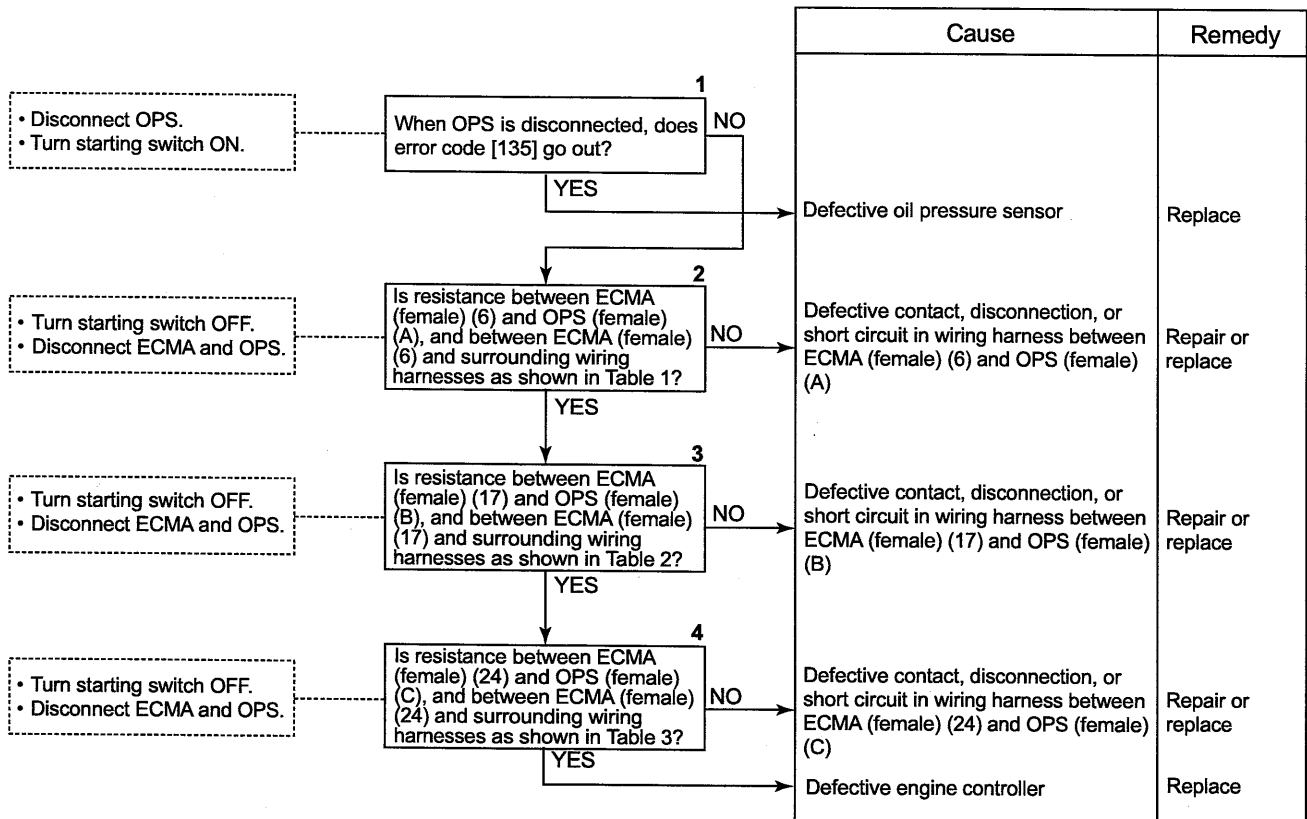 Cause
Remedy
1
• Disconnect OPS.
• Turn starting switch ON.
When OPS is disconnected, does
error code [135] go out?
NO
YES
Defective oil pressure sensor
Replace
2
• Turn starting switch OFF.
• Disconnect ECMA and OPS.
Is resistance between ECMA
(female) (6) and OPS (female)
(A), and between ECMA (female)
(6) and surrounding wiring
harnesses as shown in Table 1?
NO
Defective contact, disconnection, or
short circuit in wiring harness between
ECMA (female) (6) and OPS (female)
(A)
Repair or
replace
YES
3
• Turn starting switch OFF.
• Disconnect ECMA and OPS.
Is resistance between ECMA
(female) (17) and OPS (female)
(B), and between ECMA (female)
(17) and surrounding wiring
harnesses as shown in Table 2?
NO
Defective contact, disconnection, or
short circuit in wiring harness between
ECMA (female) (17) and OPS (female)
(B)
Repair or
replace
YES
4
• Turn starting switch OFF.
• Disconnect ECMA and OPS.
Is resistance between ECMA
(female) (24) and OPS (female)
(C), and between ECMA (female)
(24) and surrounding wiring
harnesses as shown in Table 3?
NO
Defective contact, disconnection, or
short circuit in wiring harness between
ECMA (female) (24) and OPS (female)
(C)
Repair or
replace
YES
Defective engine controller
Replace